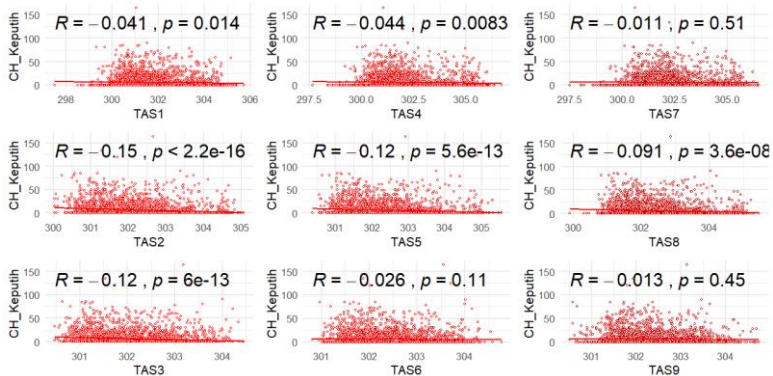 R = −0.041 , p = 0.014
CH_Keputih
150
100
50
0
298 300 302 304 306
TAS1
R = −0.044 , p = 0.0083
CH_Keputih
150
100
50
0
297.5 300.0 302.5 305.0
TAS4
R = −0.011 , p = 0.51
CH_Keputih
150
100
50
0
297.5 300.0 302.5 305.0
TAS7
R = −0.15 , p < 2.2e-16
CH_Keputih
150
100
50
0
300 301 302 303 304 305
TAS2
R = −0.12 , p = 5.6e-13
CH_Keputih
150
100
50
0
301 302 303 304 305
TAS5
R = −0.091 , p = 3.6e-08
CH_Keputih
150
100
50
0
300 302 304
TAS8
R = −0.12 , p = 6e-13
CH_Keputih
150
100
50
0
301 302 303 304
TAS3
R = −0.026 , p = 0.11
CH_Keputih
150
100
50
0
301 302 303 304
TAS6
R = −0.013 , p = 0.45
CH_Keputih
150
100
50
0
301 302 303 304
TAS9